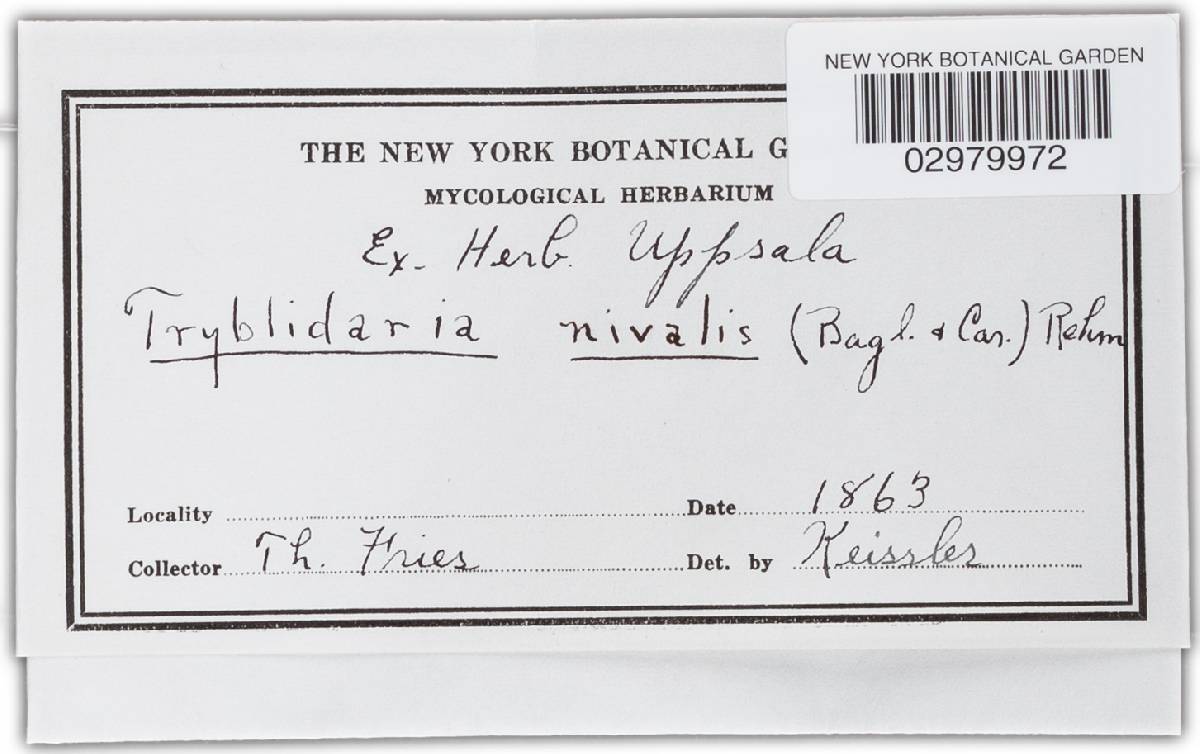 NEW YORK BOTANICAL GARDEN
02979972
THE NEW YORK BOTANICAL G
MYCOLOGICAL HERBARIUM
Ex. Herb. Uppsala
Tryblidaria nivalis (Bagl. & Car.) Rehm
Locality Date 1863
Collector Th. Fries Det. by Keissler